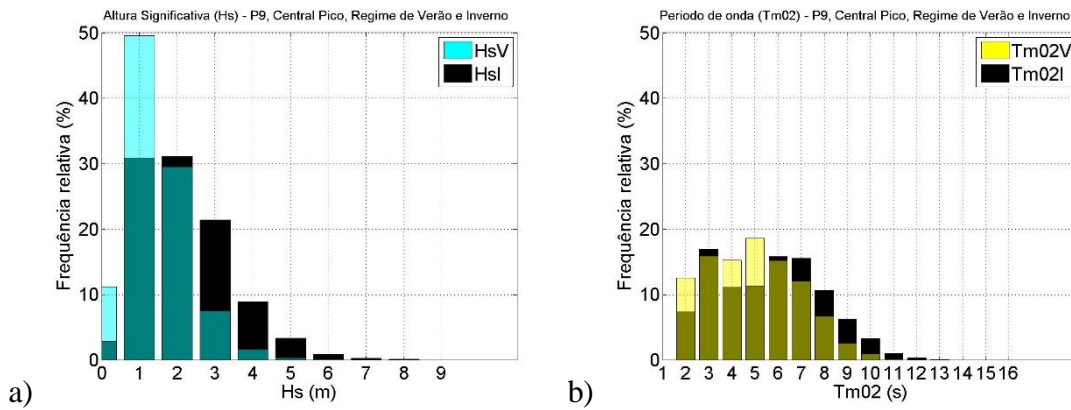 Altura Significativa (Hs) - P9, Central Pico, Regime de Verão e Inverno
50
40
30
20
10
0
Frequência relativa (%)
HsV
HsI
0 1 2 3 4 5 6 7 8 9
Hs (m)
a)
Periodo de onda (Tm02) - P9, Central Pico, Regime de Verão e Inverno
50
40
30
20
10
0
Frequência relativa (%)
Tm02V
Tm02I
1 2 3 4 5 6 7 8 9 10 11 12 13 14 15 16
Tm02 (s)
b)